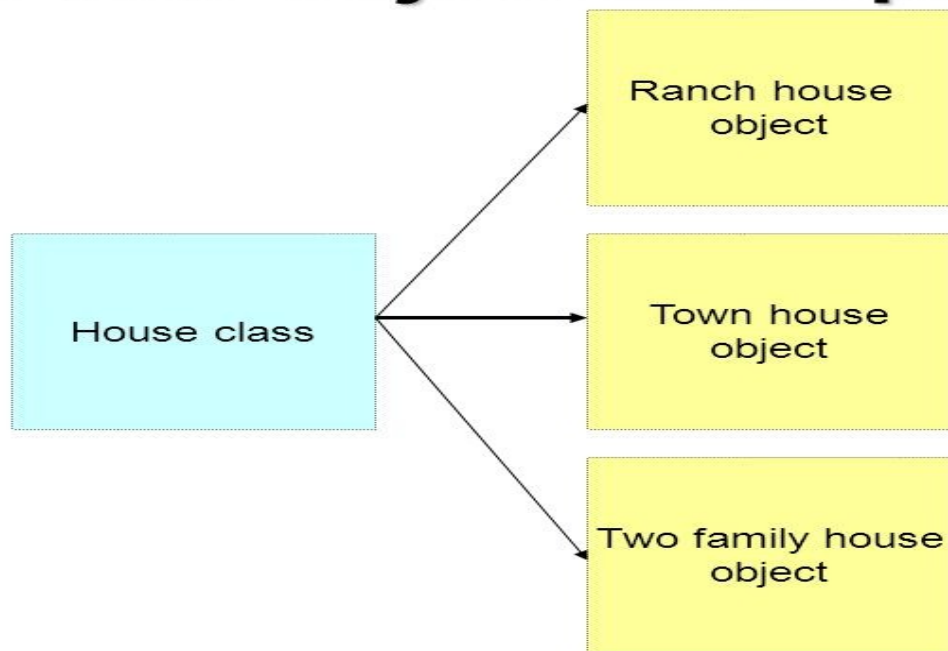 House class
Ranch house
object
Town house
object
Two family house
object